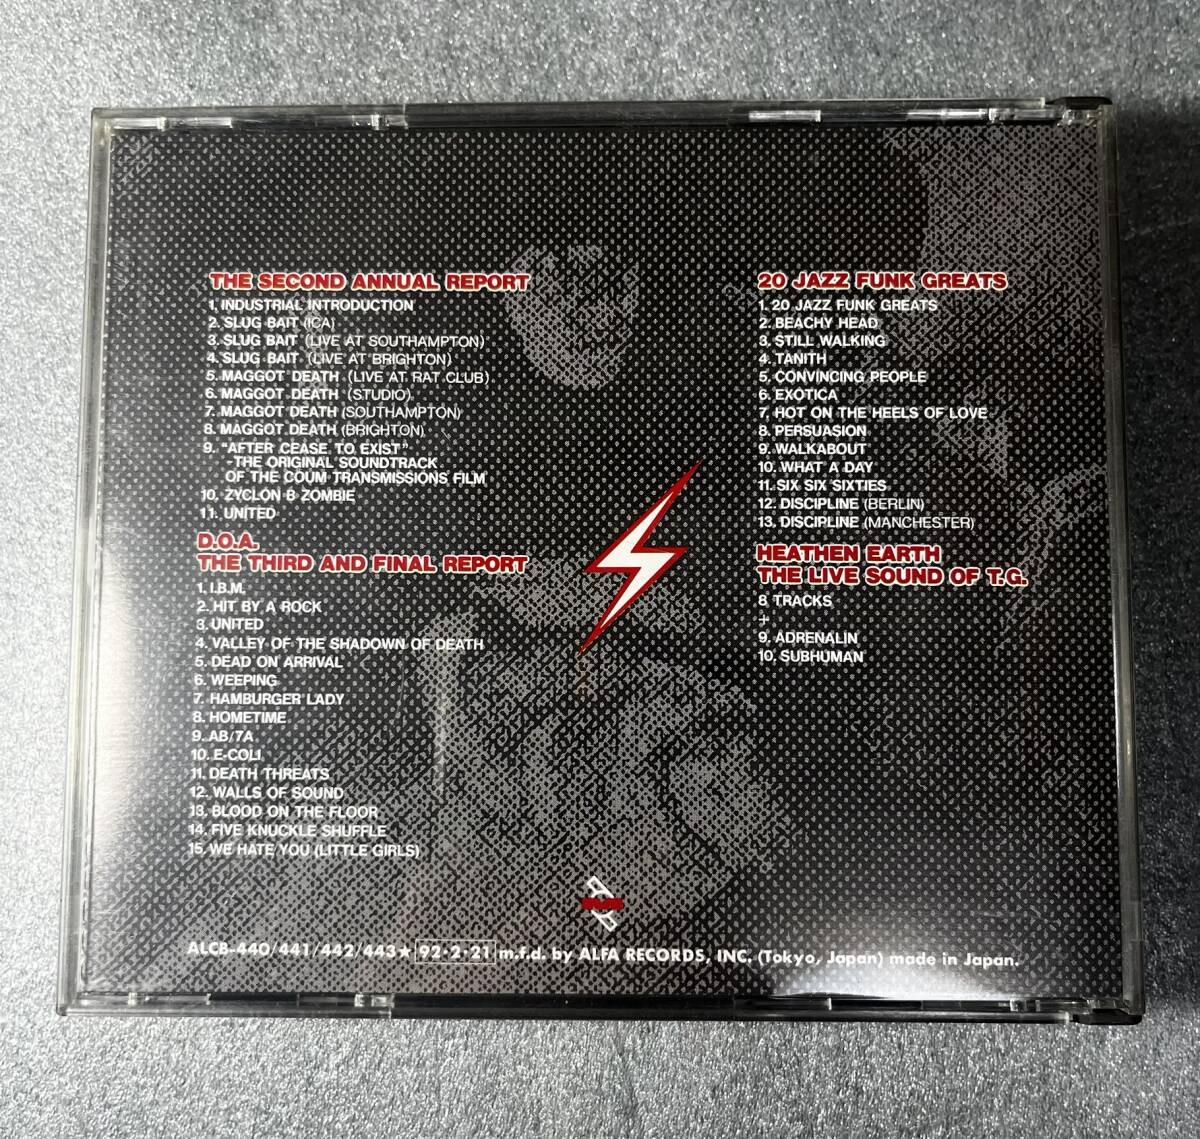 THE SECOND ANNUAL REPORT
1. INDUSTRIAL INTRODUCTION
2. SLUG BAIT (ICA)
3. SLUG BAIT (LIVE AT SOUTHAMPTON)
4. SLUG BAIT (LIVE AT BRIGHTON)
5. MAGGOT DEATH (LIVE AT RAT CLUB)
6. MAGGOT DEATH (STUDIO)
7. MAGGOT DEATH (SOUTHAMPTON)
8. MAGGOT DEATH (BRIGHTON)
9. "AFTER CEASE TO EXIST"
-THE ORIGINAL SOUNDTRACK
OF THE COUM TRANSMISSIONS FILM
10. ZYCLON B ZOMBIE
11. UNITED
D.O.A.
THE THIRD AND FINAL REPORT
1. I.B.M.
2. HIT BY A ROCK
3. UNITED
4. VALLEY OF THE SHADOWN OF DEATH
5. DEAD ON ARRIVAL
6. WEEPING
7. HAMBURGER LADY
8. HOMETIME
9. AB/7A
10. E-COLI
11. DEATH THREATS
12. WALLS OF SOUND
13. BLOOD ON THE FLOOR
14. FIVE KNUCKLE SHUFFLE
15. WE HATE YOU (LITTLE GIRLS)
20 JAZZ FUNK GREATS
1. 20 JAZZ FUNK GREATS
2. BEACHY HEAD
3. STILL WALKING
4. TANITH
5. CONVINCING PEOPLE
6. EXOTICA
7. HOT ON THE HEELS OF LOVE
8. PERSUASION
9. WALKABOUT
10. WHAT A DAY
11. SIX SIX SIXTIES
12. DISCIPLINE (BERLIN)
13. DISCIPLINE (MANCHESTER)
HEATHEN EARTH
THE LIVE SOUND OF T.G.
8 TRACKS
+
9. ADRENALIN
10. SUBHUMAN
ALCB-440/441/442/443★ 92・2・21 m.f.d. by ALFA RECORDS, INC. (Tokyo, Japan) made in Japan.